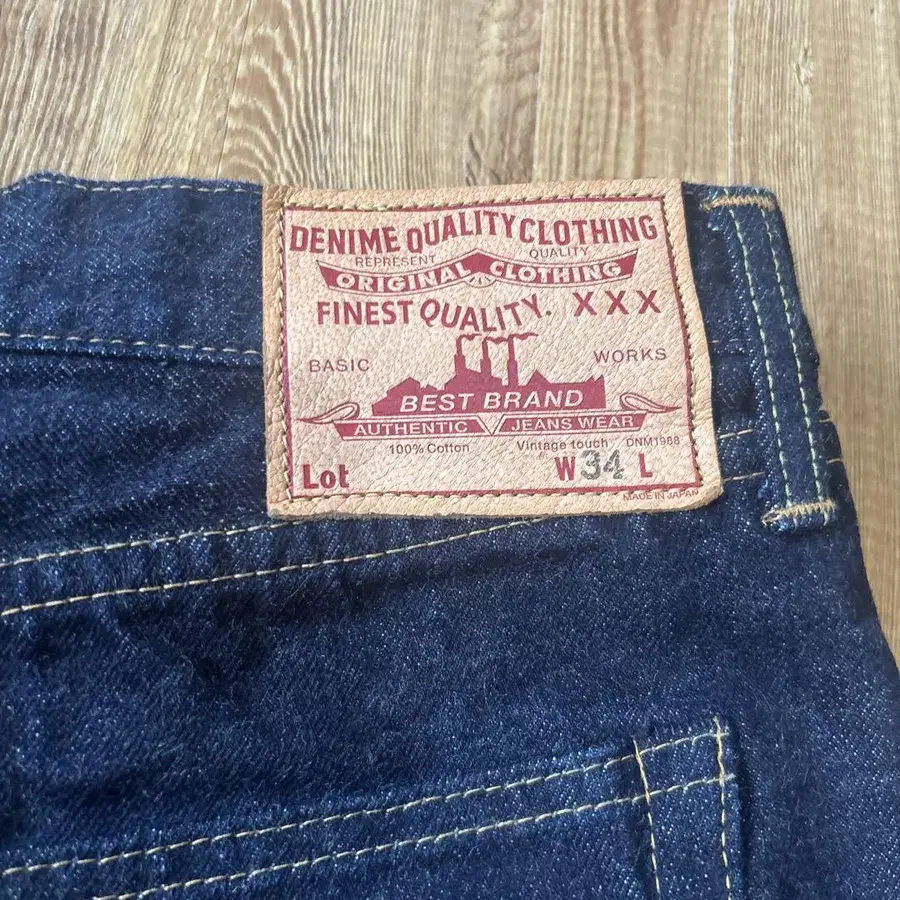 DENIME QUALITY CLOTHING
REPRESENT QUALITY
ORIGINAL CLOTHING
FINEST QUALITY. XXX
BASIC WORKS
BEST BRAND
AUTHENTIC JEANS WEAR
100% Cotton Vintage touch DNM1988
Lot W34 L
MADE IN JAPAN